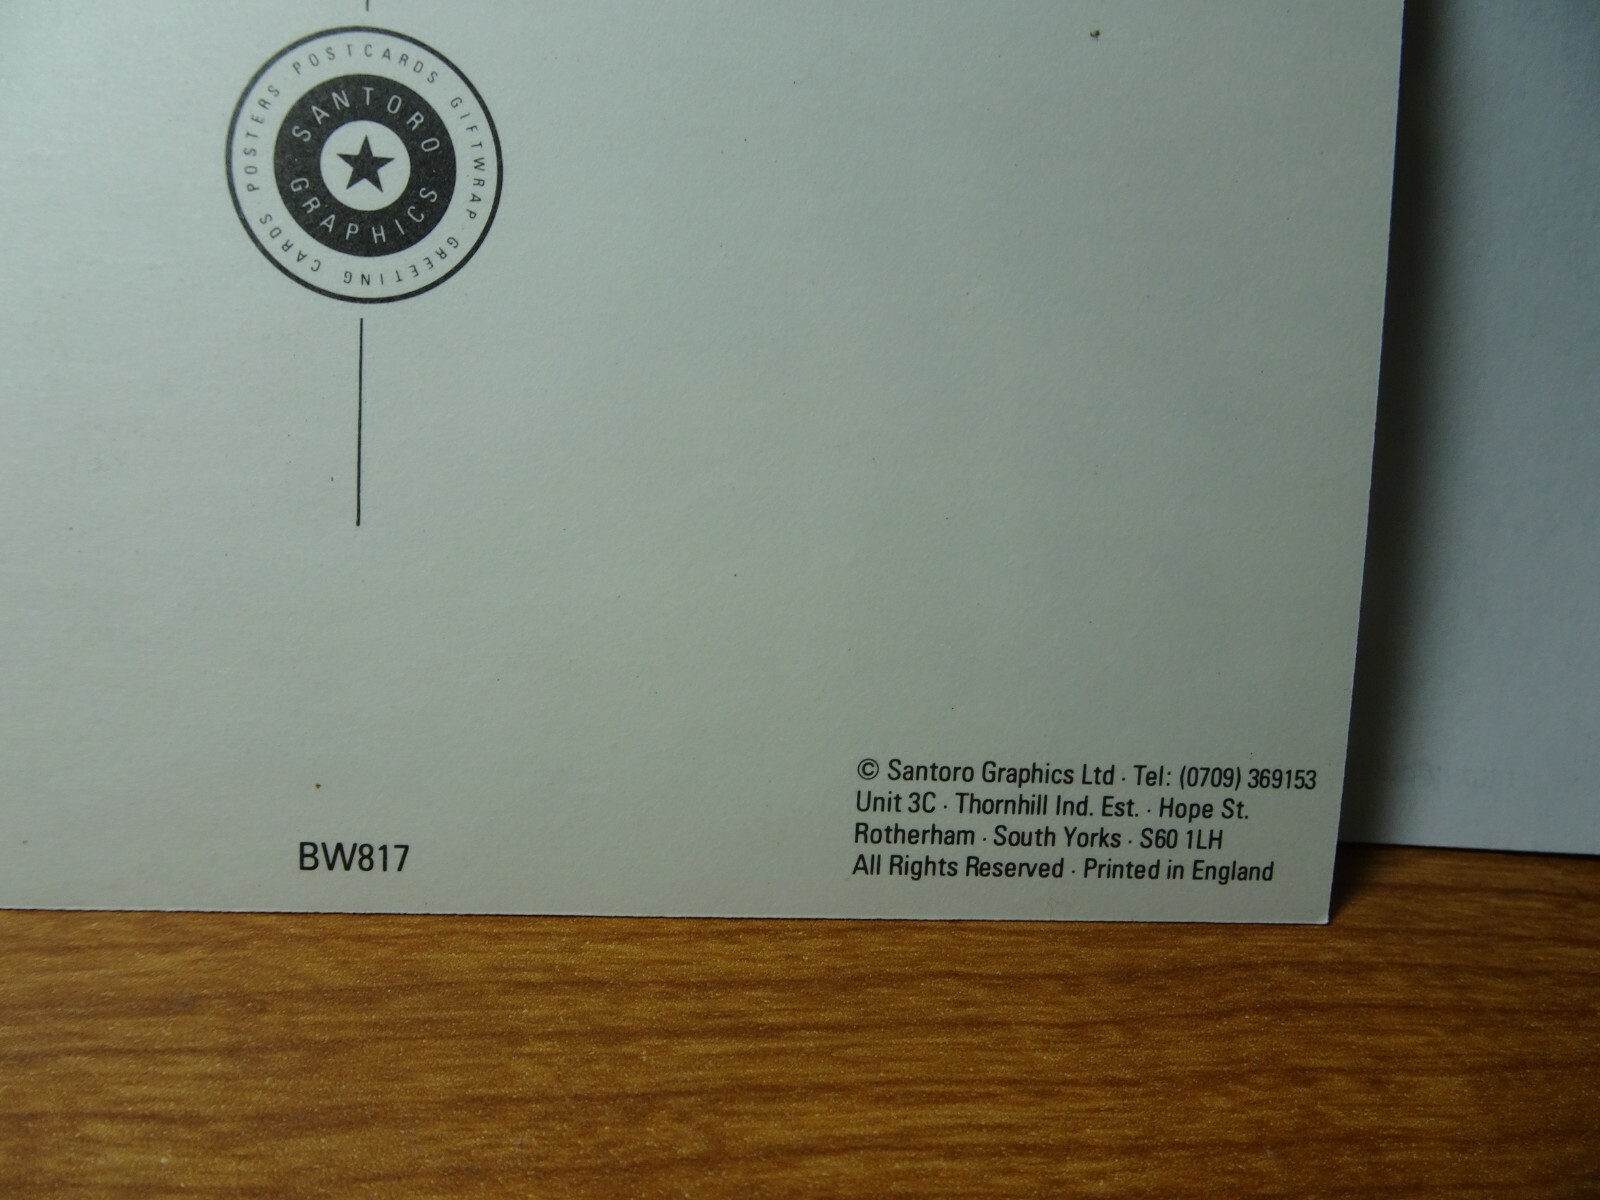 POSTERS · POSTCARDS · GIFTWRAP · GREETING CARDS ·
SANTORO · GRAPHICS ·
BW817
© Santoro Graphics Ltd · Tel: (0709) 369153
Unit 3C · Thornhill Ind. Est. · Hope St.
Rotherham · South Yorks · S60 1LH
All Rights Reserved · Printed in England